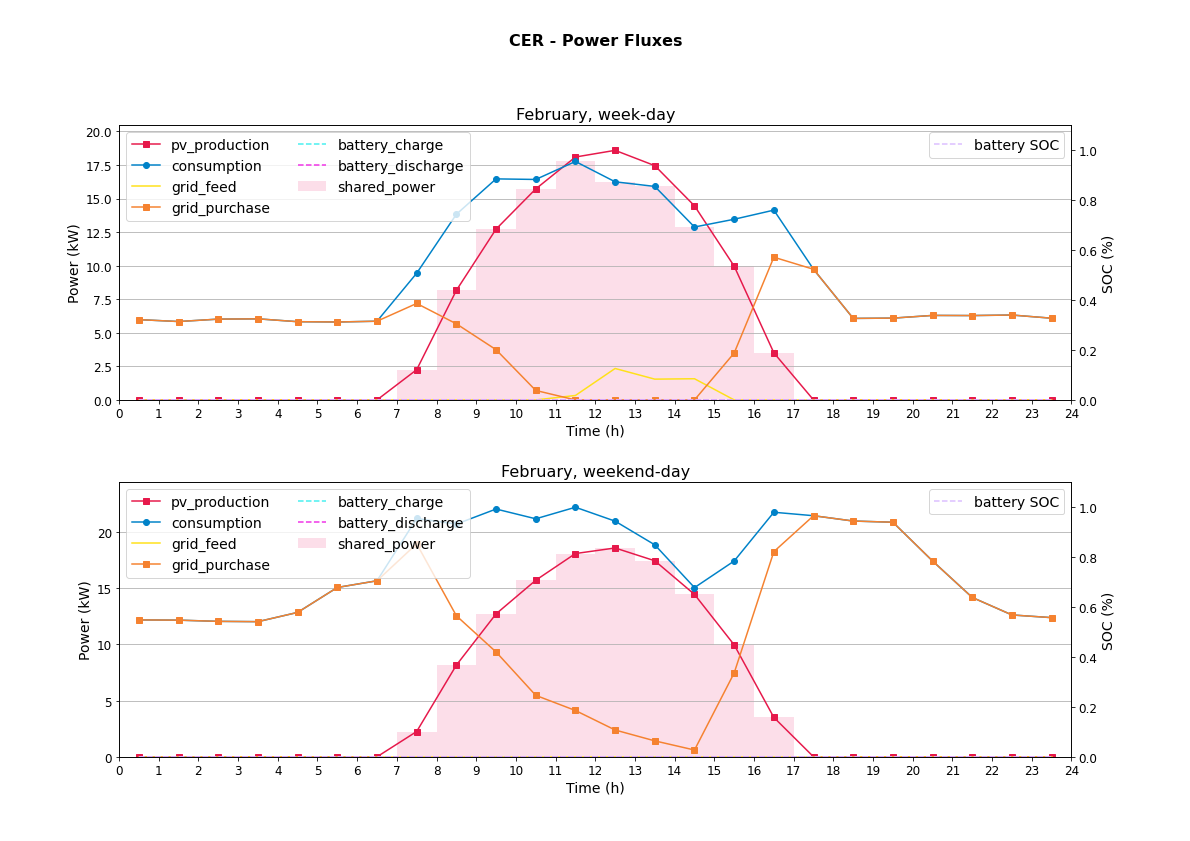 CER - Power Fluxes
February, week-day
pv_production
consumption
grid_feed
grid_purchase
battery_charge
battery_discharge
shared_power
battery SOC
20.0
17.5
15.0
12.5
10.0
7.5
5.0
2.5
0.0
Power (kW)
1.0
0.8
0.6
0.4
0.2
0.0
SOC (%)
0 1 2 3 4 5 6 7 8 9 10 11 12 13 14 15 16 17 18 19 20 21 22 23 24
Time (h)
February, weekend-day
pv_production
consumption
grid_feed
grid_purchase
battery_charge
battery_discharge
shared_power
battery SOC
20
15
10
5
0
Power (kW)
1.0
0.8
0.6
0.4
0.2
0.0
SOC (%)
0 1 2 3 4 5 6 7 8 9 10 11 12 13 14 15 16 17 18 19 20 21 22 23 24
Time (h)